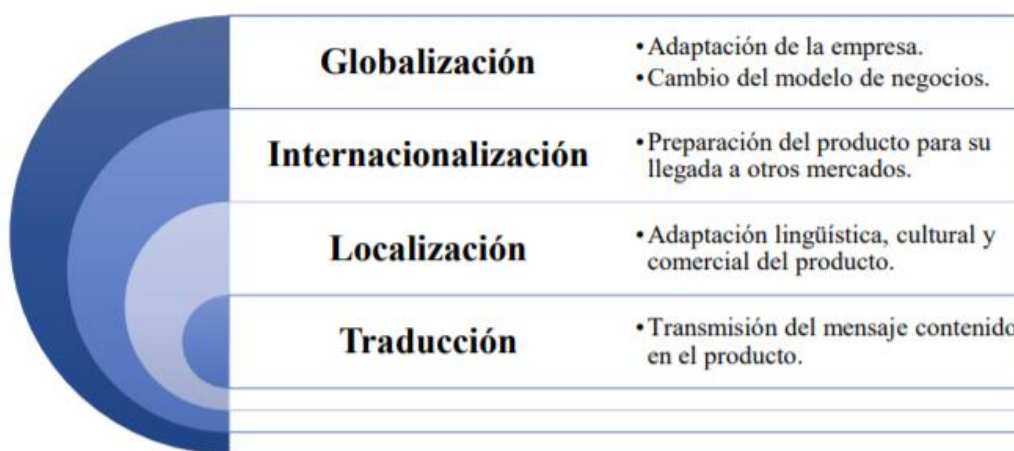 Globalización
•Adaptación de la empresa.
•Cambio del modelo de negocios.
Internacionalización
•Preparación del producto para su
llegada a otros mercados.
Localización
•Adaptación lingüística, cultural y
comercial del producto.
Traducción
•Transmisión del mensaje contenido
en el producto.